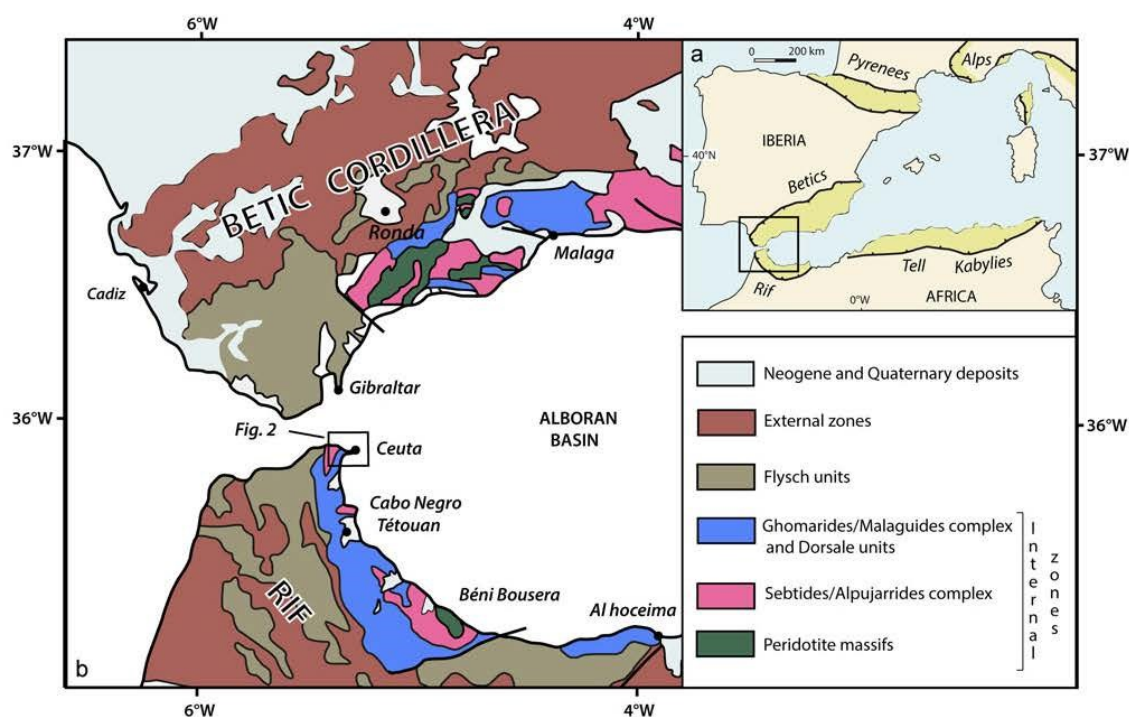 6°W
4°W
a
0
200 km
Pyrenees
Alps
IBERIA
40°N
Betics
Tell
Kabylies
Rif
0°W
AFRICA
37°W
37°W
BETIC CORDILLERA
Ronda
Malaga
Cadiz
Gibraltar
36°W
36°W
ALBORAN
BASIN
Fig. 2
Ceuta
Cabo Negro
Tétouan
RIF
Béni Bousera
Al hoceima
b
6°W
4°W
Neogene and Quaternary deposits
External zones
Flysch units
Ghomarides/Malaguides complex
and Dorsale units
Sebtides/Alpujarrides complex
Peridotite massifs
Internal
zones